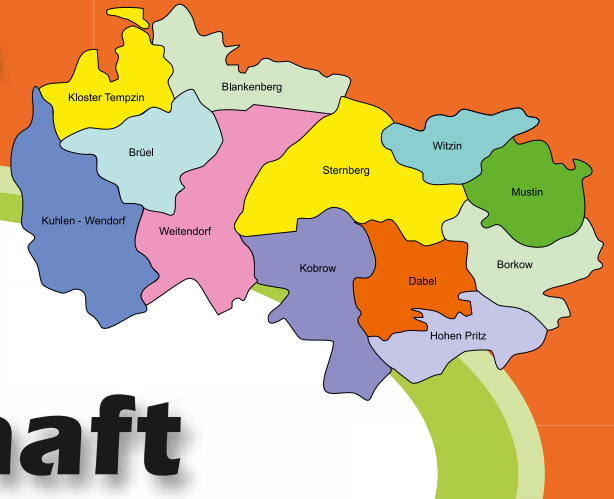 Blankenberg
Kloster Tempzin
Brüel
Witzin
Sternberg
Mustin
Kuhlen - Wendorf
Weitendorf
Kobrow
Borkow
Dabel
Hohen Pritz
haft